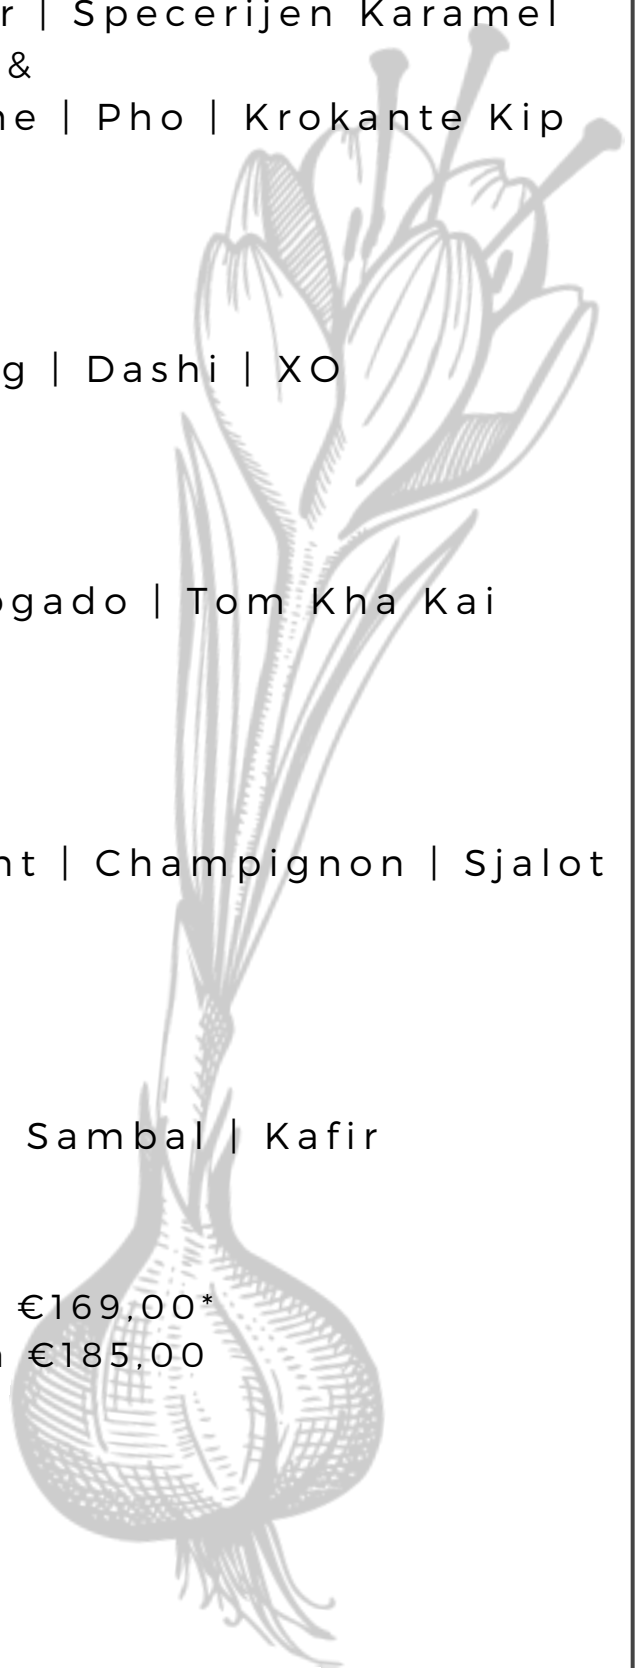 r | Specerijen Karamel
&
ne | Pho | Krokante Kip
g | Dashi | XO
ogado | Tom Kha Kai
nt | Champignon | Sjalot
Sambal | Kafir
€169,00*
€185,00